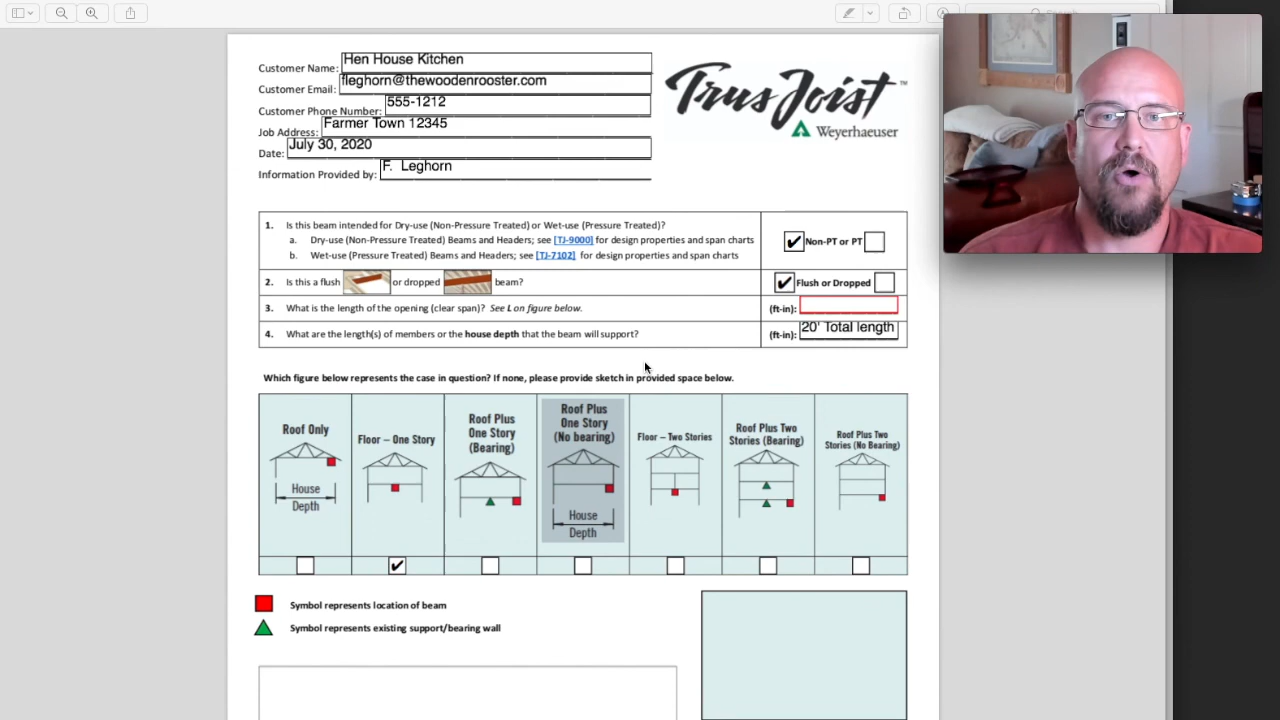 Customer Name: Hen House Kitchen
Customer Email: fleghorn@thewoodenrooster.com
Customer Phone Number: 555-1212
Job Address: Farmer Town 12345
Date: July 30, 2020
Information Provided by: F. Leghorn
Trus Joist ™
Weyerhaeuser
1. Is this beam intended for Dry-use (Non-Pressure Treated) or Wet-use (Pressure Treated)?
a. Dry-use (Non-Pressure Treated) Beams and Headers; see [TJ-9000] for design properties and span charts
b. Wet-use (Pressure Treated) Beams and Headers; see [TJ-7102] for design properties and span charts
Non-PT or PT
2. Is this a flush or dropped beam?
Flush or Dropped
3. What is the length of the opening (clear span)? See L on figure below.
(ft-in):
4. What are the length(s) of members or the house depth that the beam will support?
(ft-in): 20' Total length
Which figure below represents the case in question? If none, please provide sketch in provided space below.
Roof Only
House
Depth
Floor – One Story
Roof Plus
One Story
(Bearing)
Roof Plus
One Story
(No bearing)
House
Depth
Floor – Two Stories
Roof Plus Two
Stories (Bearing)
Roof Plus Two
Stories (No Bearing)
Symbol represents location of beam
Symbol represents existing support/bearing wall